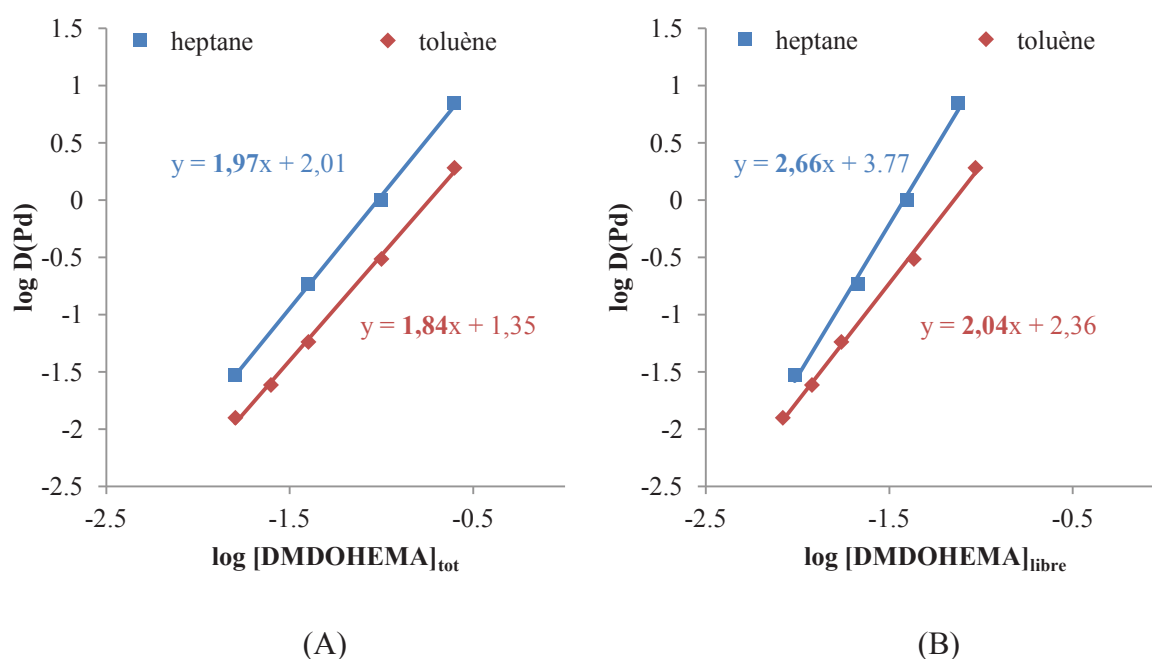 1.5
1
0.5
0
-0.5
-1
-1.5
-2
-2.5
-2.5
-1.5
-0.5
log D(Pd)
log [DMDOHEMA]tot
heptane
toluène
y = 1,97x + 2,01
y = 1,84x + 1,35
(A)
1.5
1
0.5
0
-0.5
-1
-1.5
-2
-2.5
-2.5
-1.5
-0.5
log D(Pd)
log [DMDOHEMA]libre
heptane
toluène
y = 2,66x + 3.77
y = 2,04x + 2,36
(B)